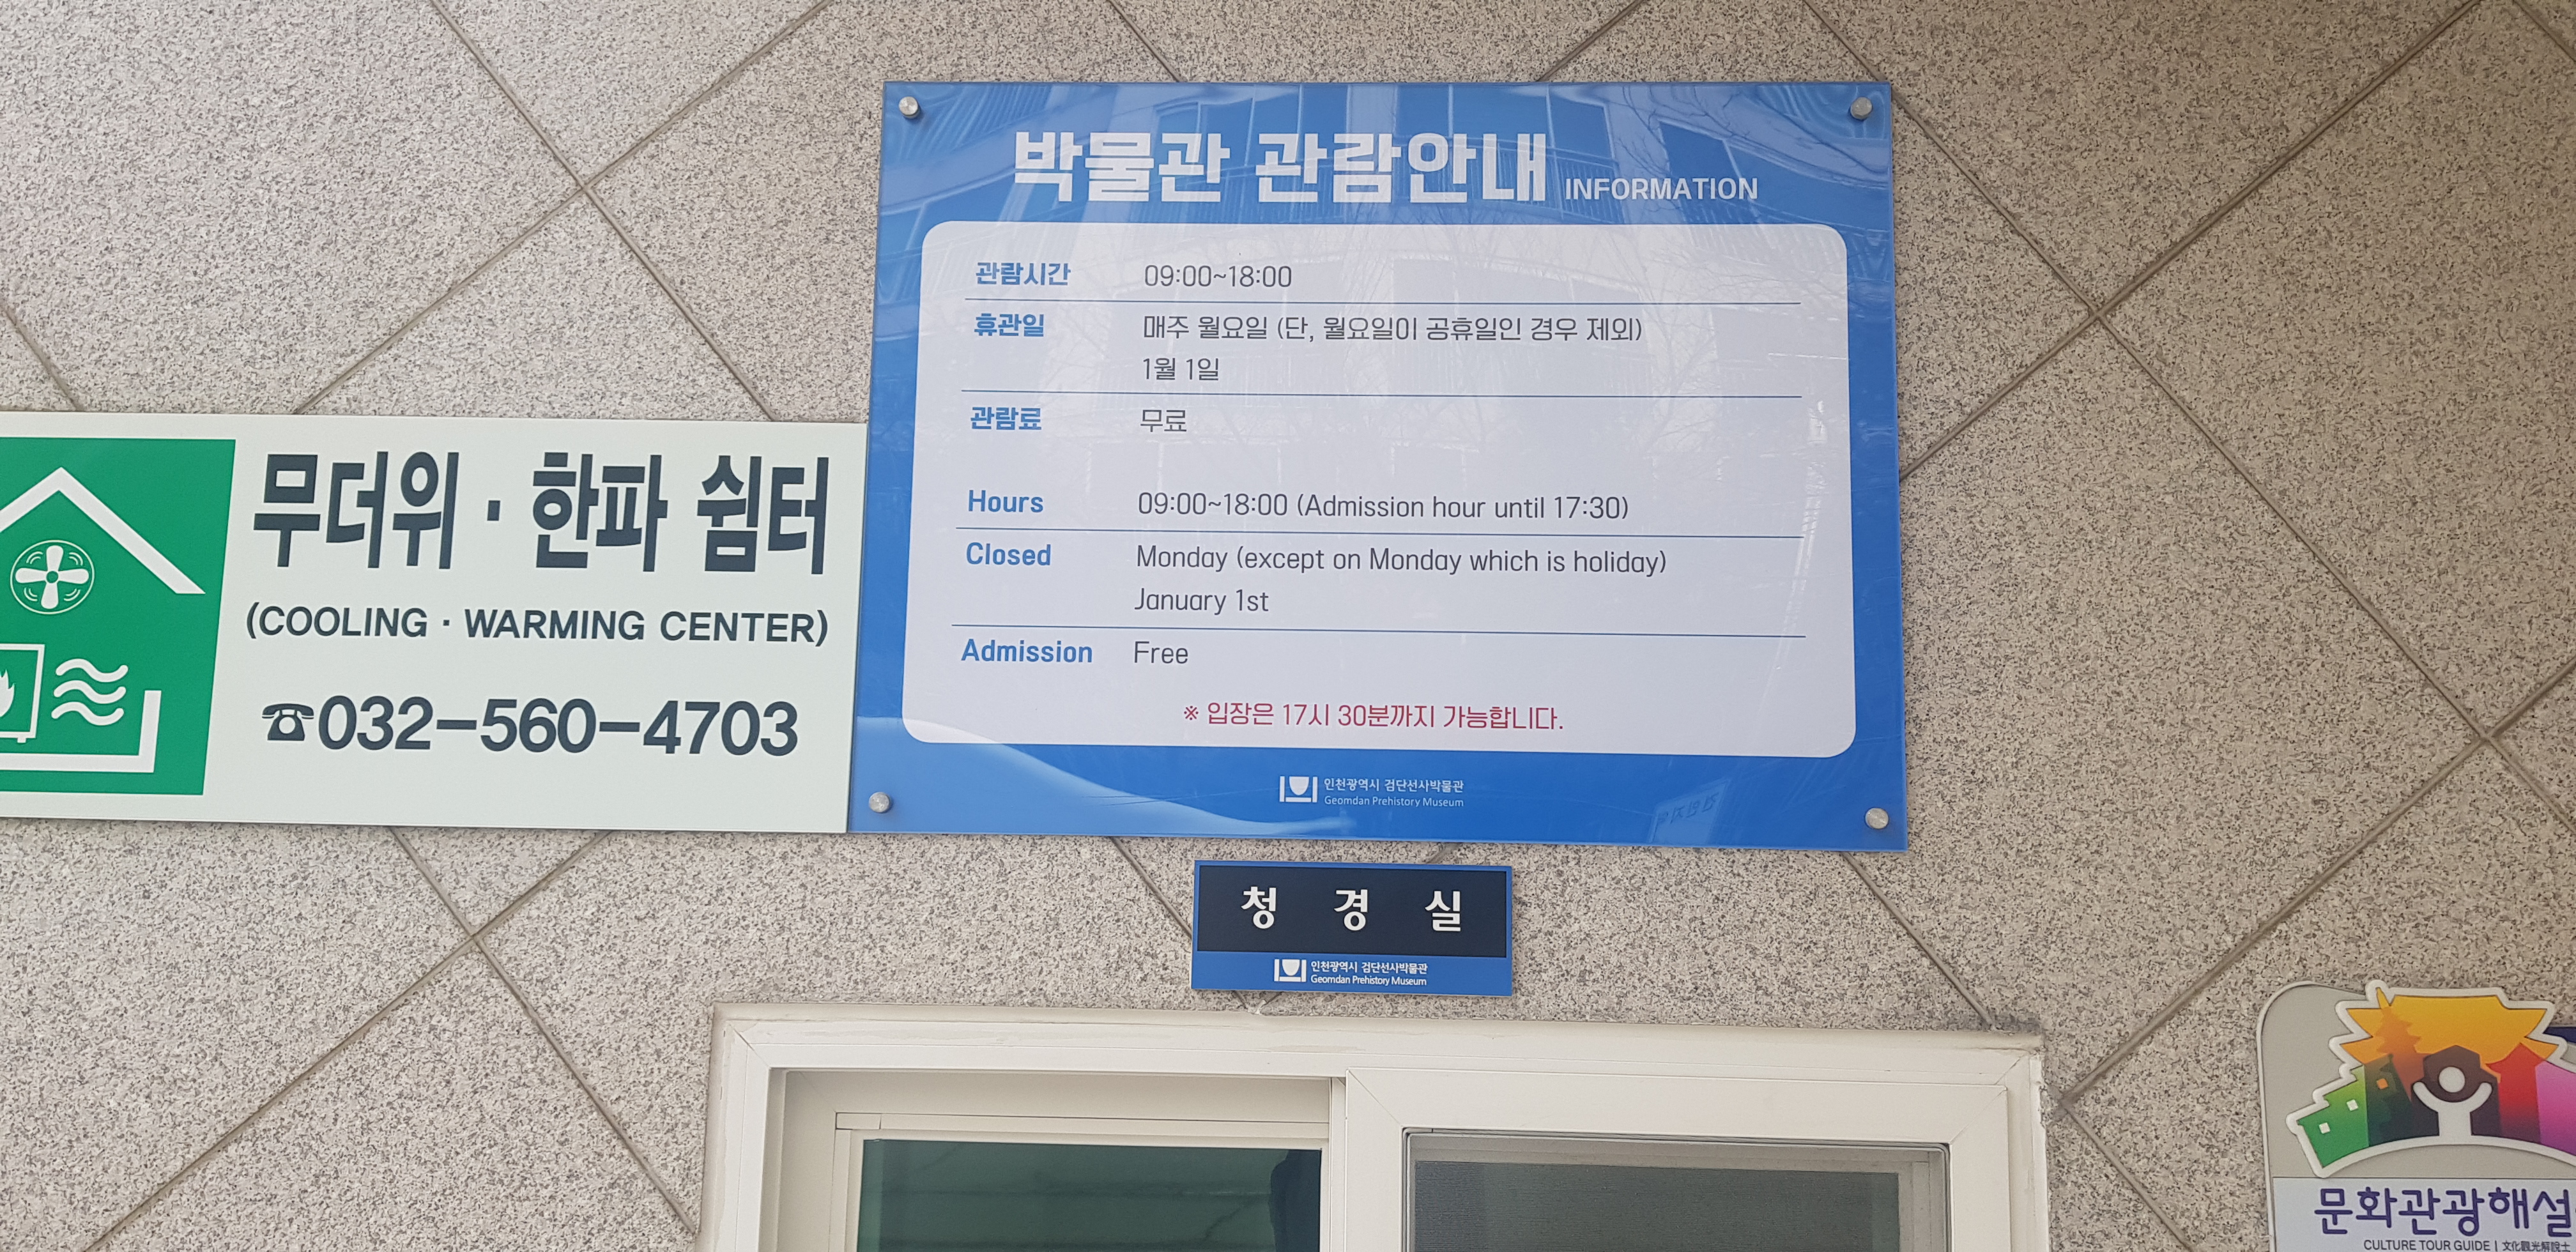 박물관 관람안내 INFORMATION
관람시간 09:00~18:00
휴관일 매주 월요일 (단, 월요일이 공휴일인 경우 제외)
1월 1일
관람료 무료
Hours 09:00~18:00 (Admission hour until 17:30)
Closed Monday (except on Monday which is holiday)
January 1st
Admission Free
※ 입장은 17시 30분까지 가능합니다.
인천광역시 검단선사박물관
Geomdan Prehistory Museum
무더위 · 한파 쉼터
(COOLING · WARMING CENTER)
☎032-560-4703
청 경 실
인천광역시 검단선사박물관
Geomdan Prehistory Museum
문화관광해설
CULTURE TOUR GUIDE | 文化觀光解說士